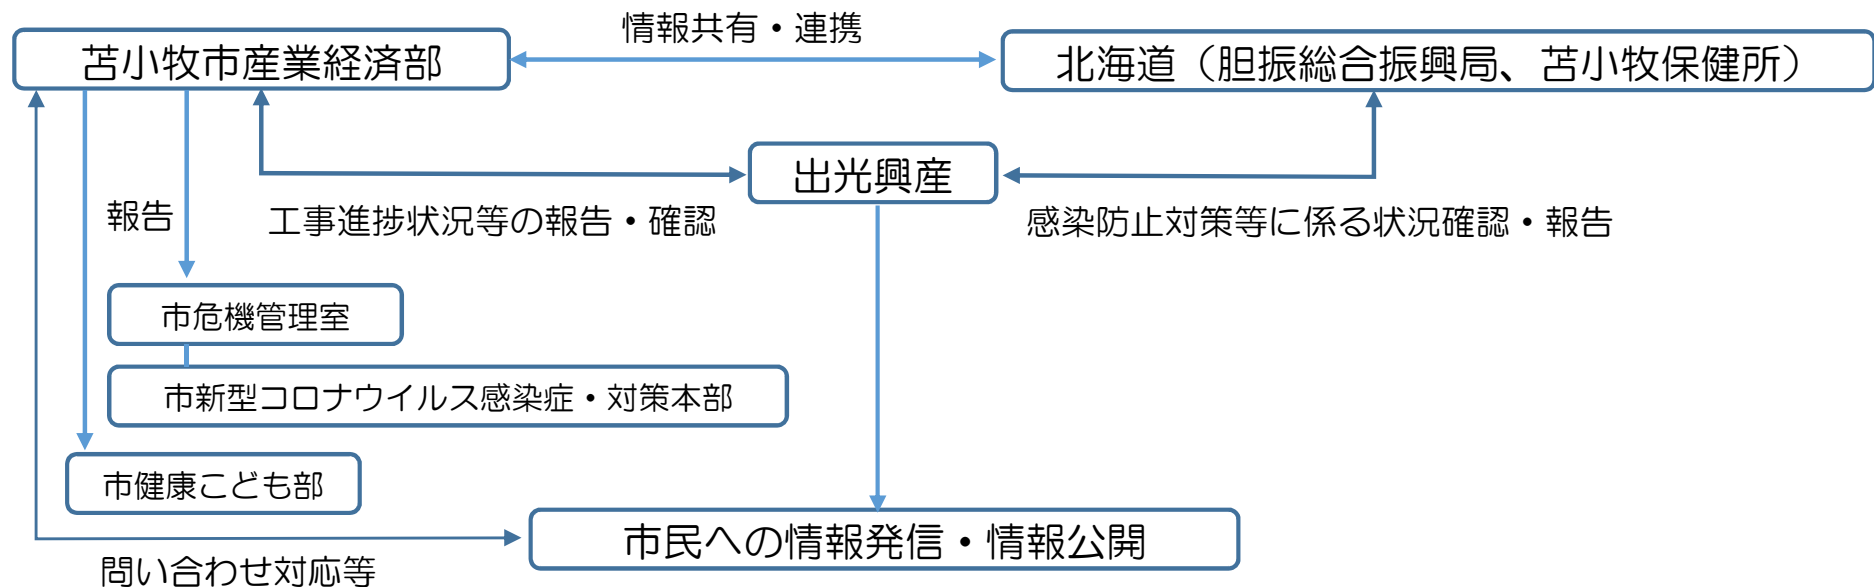 情報共有・連携
苫小牧市産業経済部
北海道（胆振総合振興局、苫小牧保健所）
出光興産
報告
工事進捗状況等の報告・確認
感染防止対策等に係る状況確認・報告
市危機管理室
市新型コロナウイルス感染症・対策本部
市健康こども部
市民への情報発信・情報公開
問い合わせ対応等